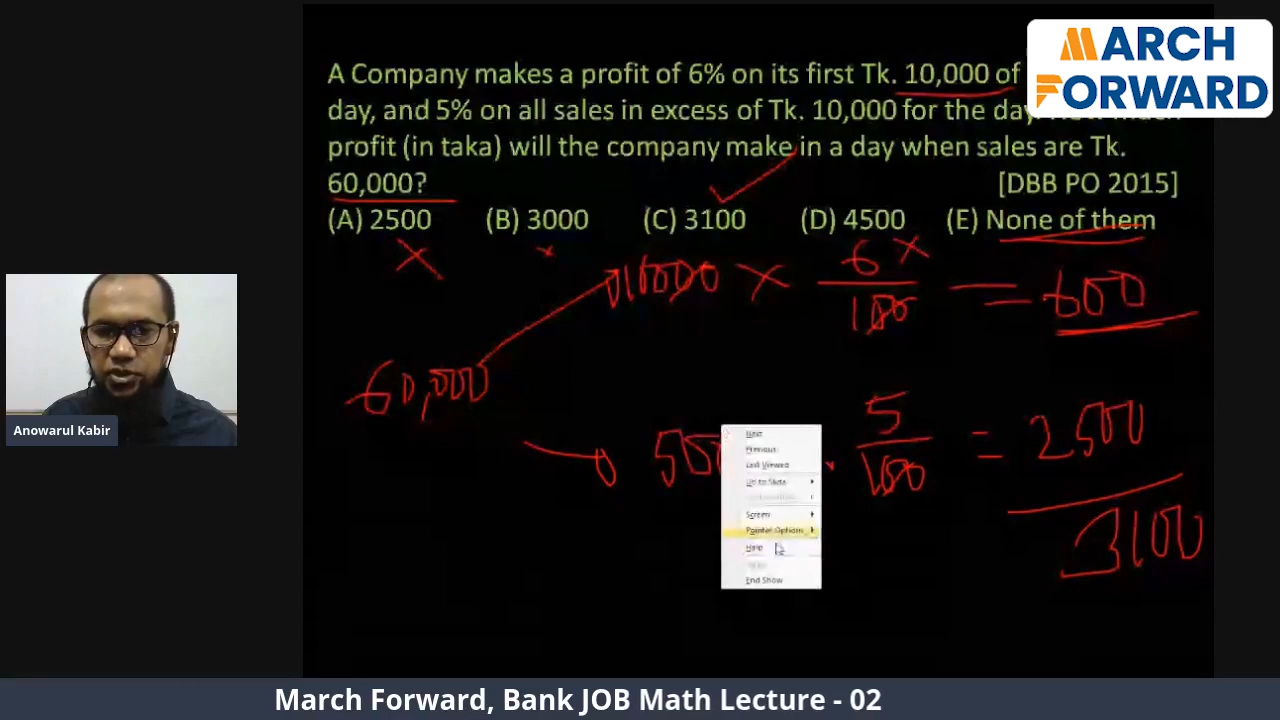 MARCH
FORWARD
A Company makes a profit of 6% on its first Tk. 10,000 of
day, and 5% on all sales in excess of Tk. 10,000 for the day.
profit (in taka) will the company make in a day when sales are Tk.
60,000? [DBB PO 2015]
(A) 2500 (B) 3000 (C) 3100 (D) 4500 (E) None of them
10000 × 6/100 = 600
60,000
5/100 = 2500
3100
Anowarul Kabir
Next
Previous
Last Viewed
Go to Slide
Screen
Pointer Options
Help
End Show
March Forward, Bank JOB Math Lecture - 02